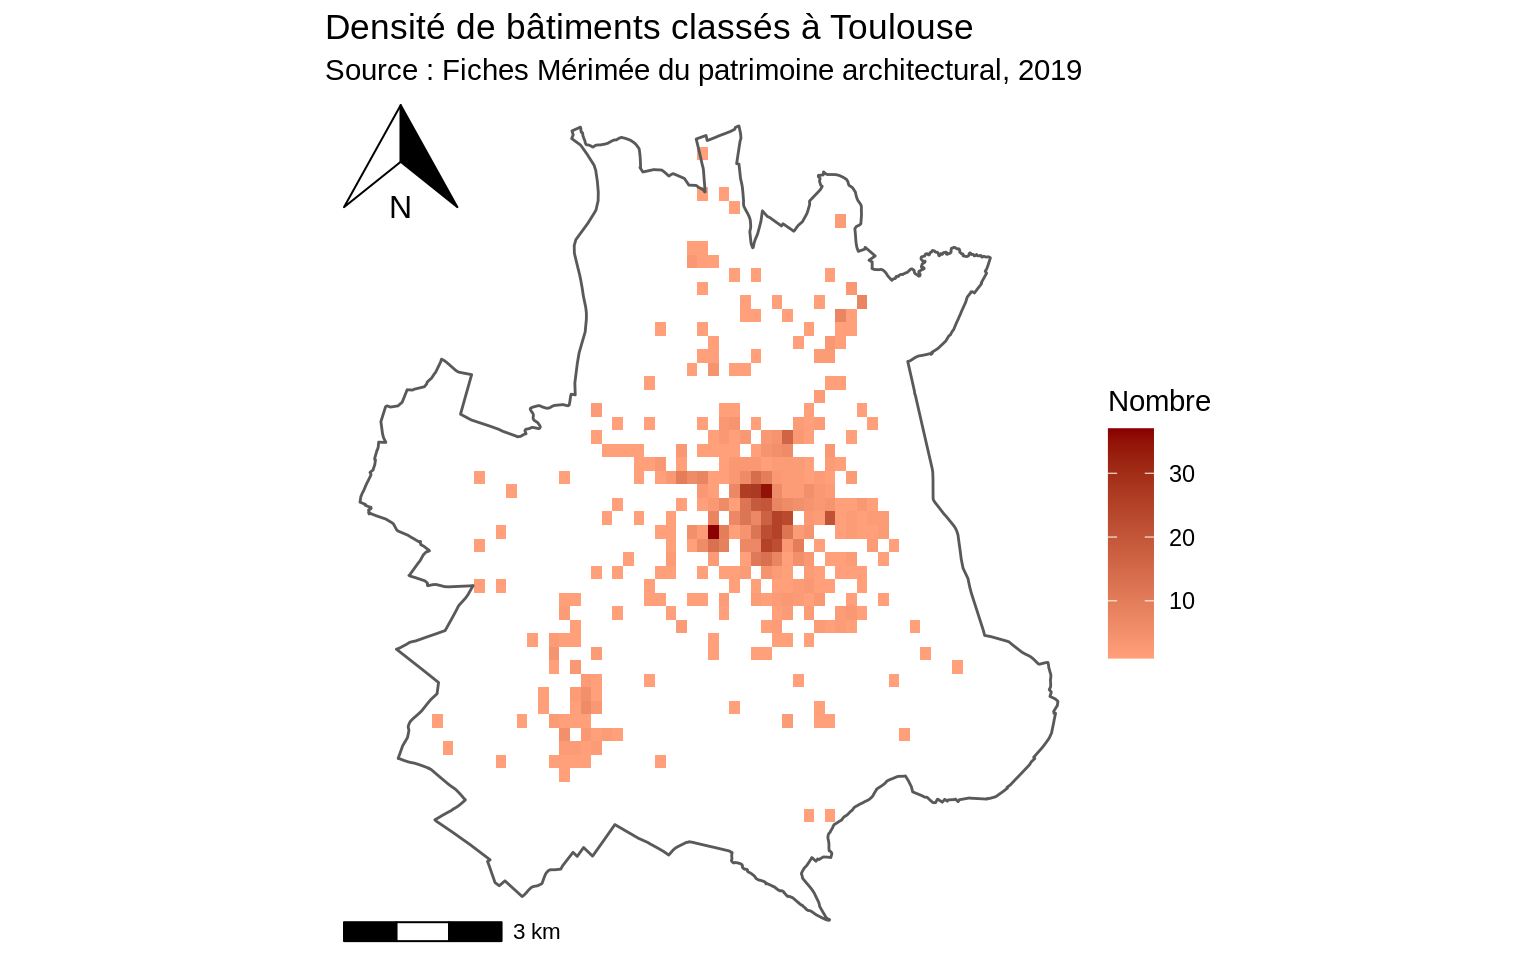 Densité de bâtiments classés à Toulouse
Source : Fiches Mérimée du patrimoine architectural, 2019
N
Nombre
30
20
10
3 km